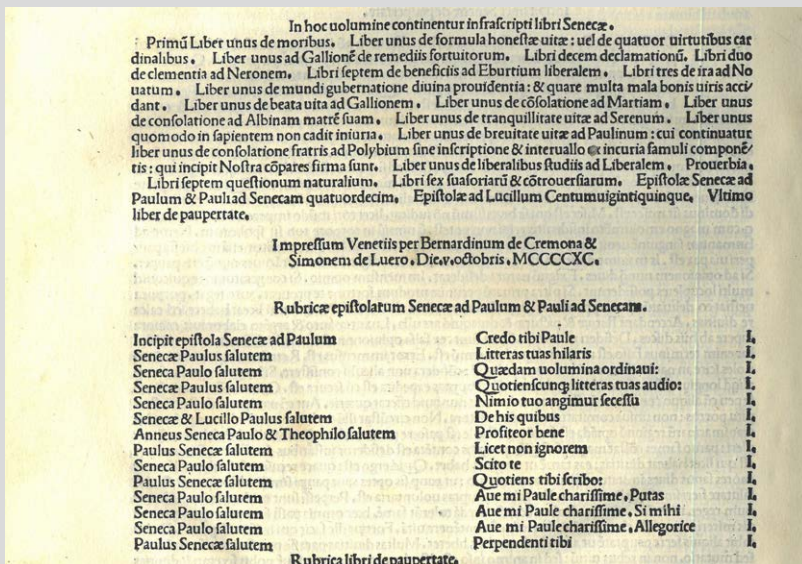 In hoc uolumine continentur infrascripti libri Senecæ.
Primū Liber unus de moribus. Liber unus de formula honestæ uitæ: uel de quatuor uirtutibus car
dinalibus. Liber unus ad Gallionē de remediis fortuitorum. Libri decem declamationū. Libri duo
de clementia ad Neronem. Libri septem de beneficiis ad Eburtium liberalem. Libri tres de ira ad No
uatum. Liber unus de mundi gubernatione diuina prouidentia: & quare multa mala bonis uiris acci/
dant. Liber unus de beata uita ad Gallionem. Liber unus de cōsolatione ad Martiam. Liber unus
de consolatione ad Albinam matrē suam. Liber unus de tranquillitate uitæ ad Serenum. Liber unus
quomodo in sapientem non cadit iniuria. Liber unus de breuitate uitæ ad Paulinum: cui continuatur
liber unus de consolatione fratris ad Polybium sine inscriptione & interuallo ex incuria famuli componē/
tis: qui incipit Nostra cōpares firma sunt. Liber unus de liberalibus studiis ad Liberalem. Prouerbia.
Libri septem questionum naturalium. Libri sex suasoriarū & cōtrouersiarum. Epistolæ Senecæ ad
Paulum & Pauli ad Senecam quatuordecim. Epistolæ ad Lucillum Centumuigintiquinque. Vltimo
liber de paupertate.
Impressum Venetiis per Bernardinum de Cremona &
Simonem de Luero. Die.v.octobris. MCCCCXC.
Rubricæ epistolarum Senecæ ad Paulum & Pauli ad Senecam.
Incipit epistola Senecæ ad Paulum Credo tibi Paule I.
Senecæ Paulus salutem Litteras tuas hilaris I.
Seneca Paulo salutem Quædam uolumina ordinaui: I.
Senecæ Paulus salutem Quotienscunq; litteras tuas audio: I.
Seneca Paulo salutem Nimio tuo angimur secessu I.
Senecæ & Lucillo Paulus salutem De his quibus I.
Anneus Seneca Paulo & Theophilo salutem Profiteor bene I.
Paulus Senecæ salutem Licet non ignorem I.
Seneca Paulo salutem Scito te I.
Paulus Senecæ salutem Quotiens tibi scribo: I.
Seneca Paulo salutem Aue mi Paule charissime. Putas I.
Seneca Paulo salutem Aue mi Paule charissime. Si mihi I.
Seneca Paulo salutem Aue mi Paule charissime. Allegorice I.
Paulus Senecæ salutem Perpendenti tibi I.
Rubrica libri de paupertate.